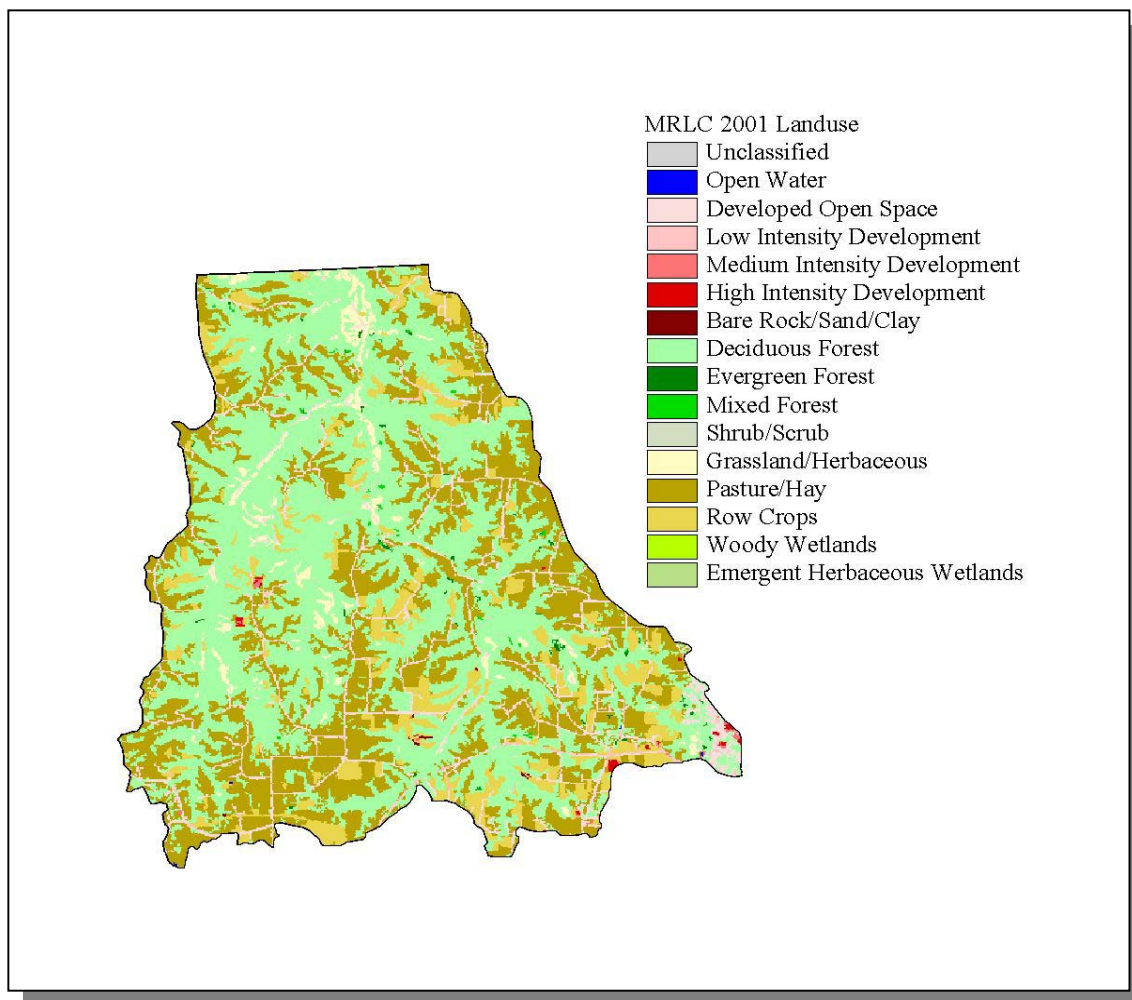 MRLC 2001 Landuse
Unclassified
Open Water
Developed Open Space
Low Intensity Development
Medium Intensity Development
High Intensity Development
Bare Rock/Sand/Clay
Deciduous Forest
Evergreen Forest
Mixed Forest
Shrub/Scrub
Grassland/Herbaceous
Pasture/Hay
Row Crops
Woody Wetlands
Emergent Herbaceous Wetlands